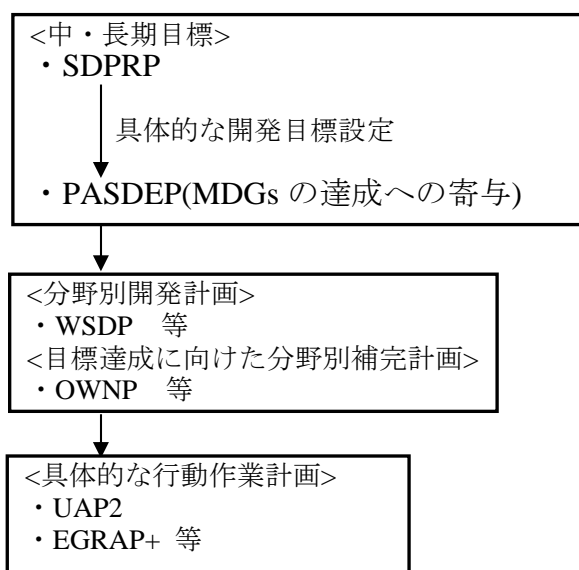 <中・長期目標>
・SDPRP
具体的な開発目標設定
・PASDEP(MDGs の達成への寄与)
<分野別開発計画>
・WSDP 等
<目標達成に向けた分野別補完計画>
・OWNP 等
<具体的な行動作業計画>
・UAP2
・EGRAP+ 等